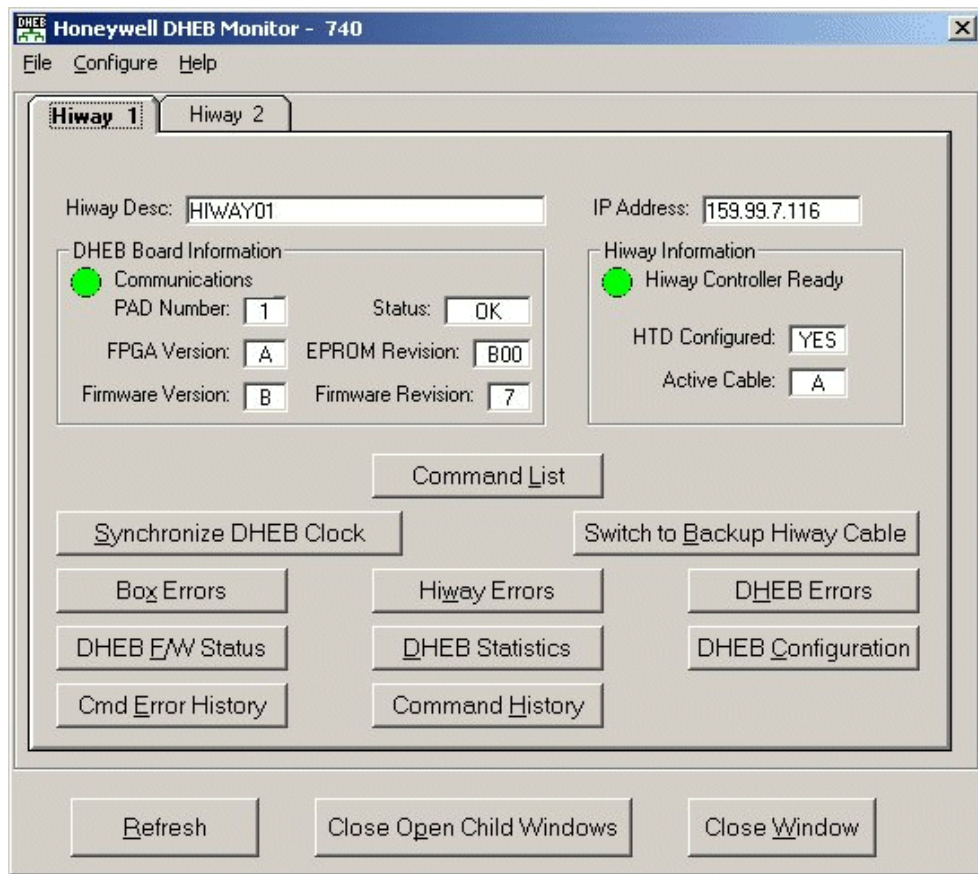 DHEB Honeywell DHEB Monitor - 740
File Configure Help
Hiway 1 Hiway 2
Hiway Desc: HIWAY01 IP Address: 159.99.7.116
DHEB Board Information Hiway Information
Communications Hiway Controller Ready
PAD Number: 1 Status: OK
HTD Configured: YES
FPGA Version: A EPROM Revision: B00
Active Cable: A
Firmware Version: B Firmware Revision: 7
Command List
Synchronize DHEB Clock Switch to Backup Hiway Cable
Box Errors Hiway Errors DHEB Errors
DHEB F/W Status DHEB Statistics DHEB Configuration
Cmd Error History Command History
Refresh Close Open Child Windows Close Window